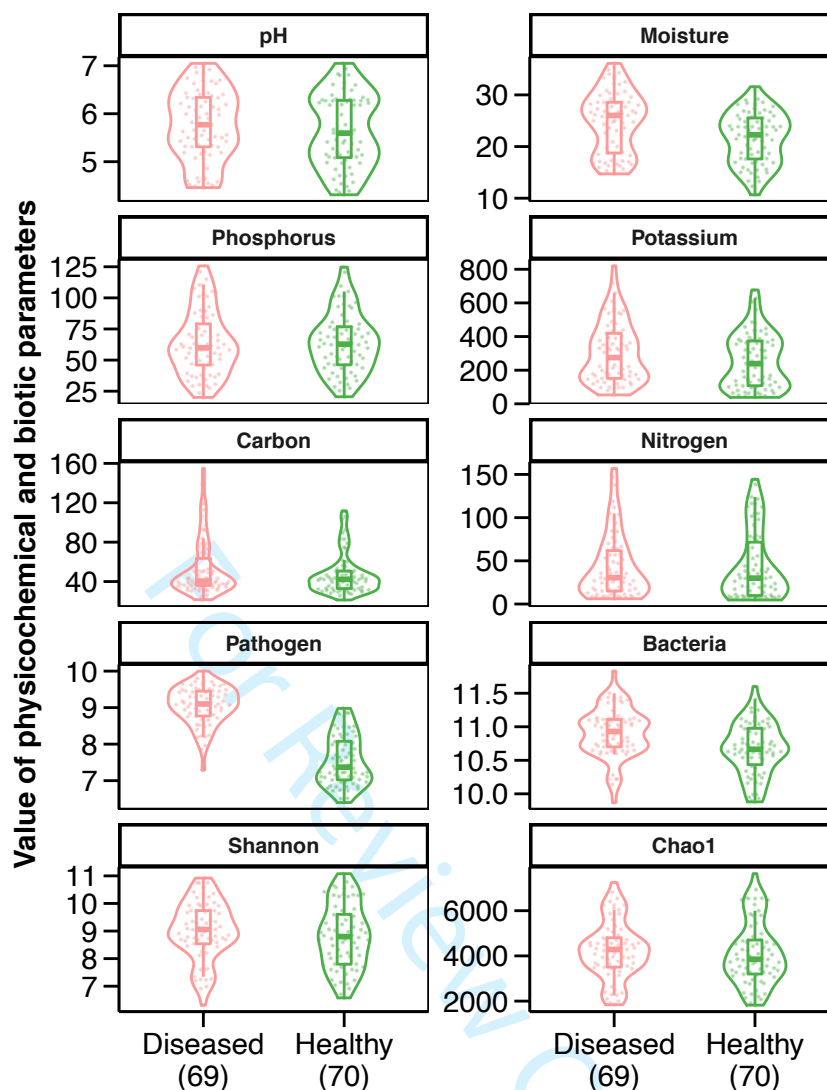 Value of physicochemical and biotic parameters
pH
Moisture
7
6
5
30
20
10
Phosphorus
Potassium
125
100
75
50
25
800
600
400
200
0
Carbon
Nitrogen
160
120
80
40
150
100
50
0
Pathogen
Bacteria
10
9
8
7
11.5
11.0
10.5
10.0
Shannon
Chao1
11
10
9
8
7
6000
4000
2000
Diseased
(69)
Healthy
(70)
Diseased
(69)
Healthy
(70)
For Review O